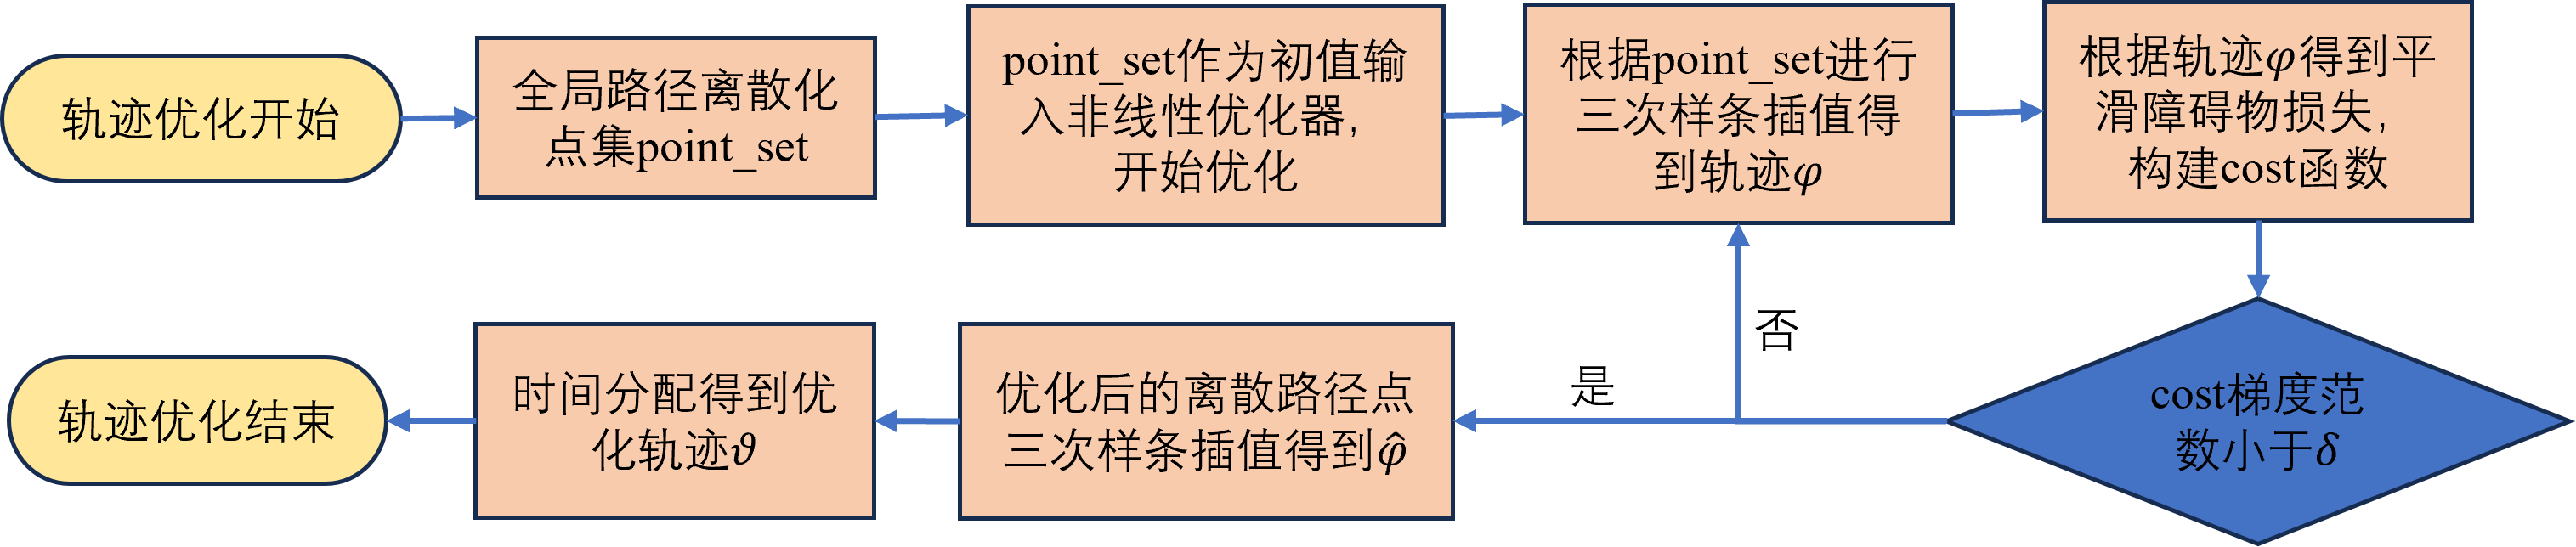 轨迹优化开始
全局路径离散化
点集point_set
point_set作为初值输
入非线性优化器,
开始优化
根据point_set进行
三次样条插值得
到轨迹φ
根据轨迹φ得到平
滑障碍物损失,
构建cost函数
cost梯度范
数小于δ
否
是
优化后的离散路径点
三次样条插值得到φ̂
时间分配得到优
化轨迹ϑ
轨迹优化结束